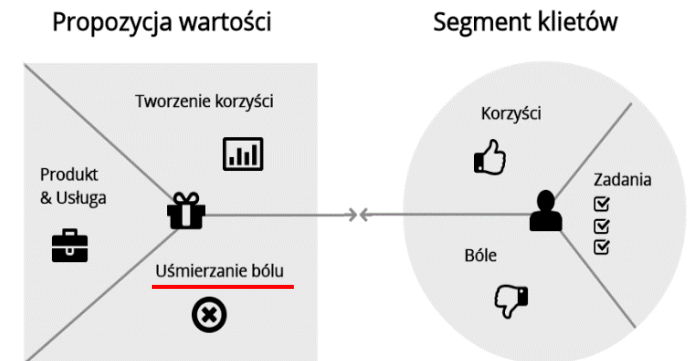 Propozycja wartości
Segment klietów
Tworzenie korzyści
Produkt
& Usługa
Uśmierzanie bólu
Korzyści
Zadania
Bóle